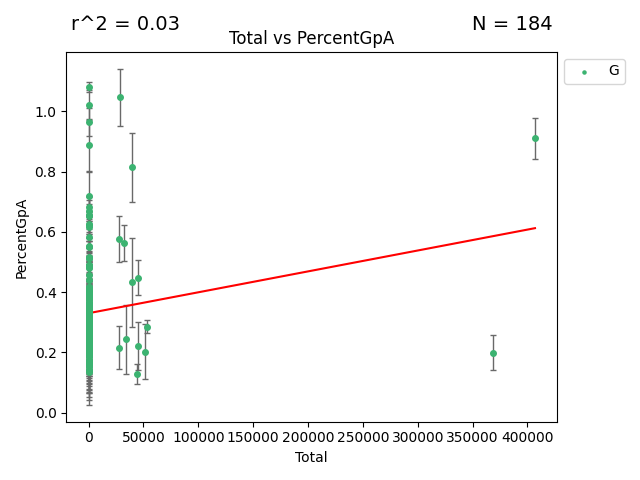 r^2 = 0.03
N = 184
Total vs PercentGpA
G
PercentGpA
1.0
0.8
0.6
0.4
0.2
0.0
0
50000
100000
150000
200000
250000
300000
350000
400000
Total